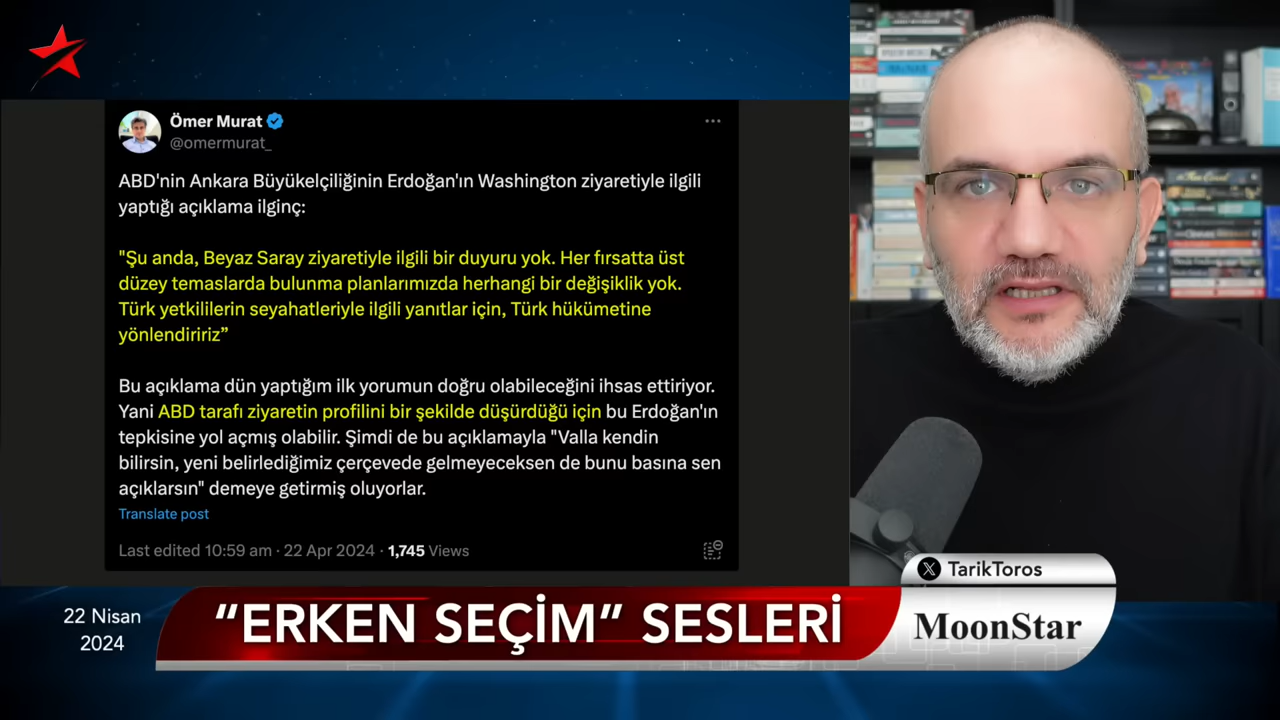 Ömer Murat
@omermurat_
ABD'nin Ankara Büyükelçiliğinin Erdoğan'ın Washington ziyaretiyle ilgili
yaptığı açıklama ilginç:
"Şu anda, Beyaz Saray ziyaretiyle ilgili bir duyuru yok. Her fırsatta üst
düzey temaslarda bulunma planlarımızda herhangi bir değişiklik yok.
Türk yetkililerin seyahatleriyle ilgili yanıtlar için, Türk hükümetine
yönlendiririz”
Bu açıklama dün yaptığım ilk yorumun doğru olabileceğini ihsas ettiriyor.
Yani ABD tarafı ziyaretin profilini bir şekilde düşürdüğü için bu Erdoğan'ın
tepkisine yol açmış olabilir. Şimdi de bu açıklamayla "Valla kendin
bilirsin, yeni belirlediğimiz çerçevede gelmeyeceksen de bunu basına sen
açıklarsın" demeye getirmiş oluyorlar.
Translate post
Last edited 10:59 am · 22 Apr 2024 · 1,745 Views
X TarikToros
MoonStar
22 Nisan
2024
“ERKEN SEÇİM” SESLERİ